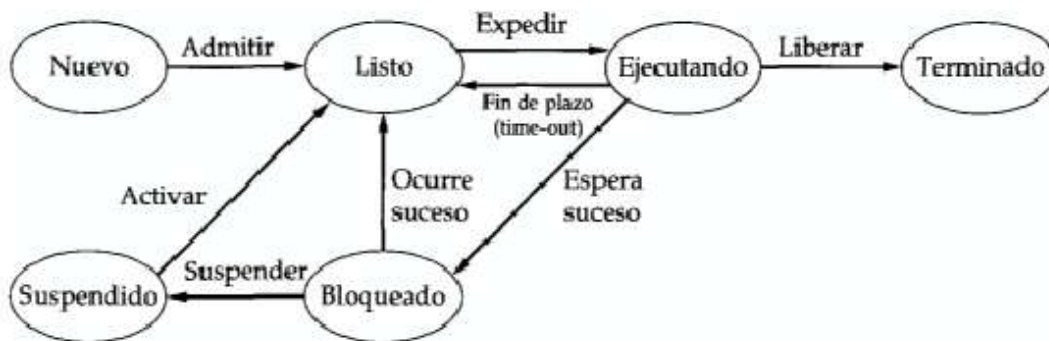 Nuevo
Admitir
Listo
Expedir
Fin de plazo
(time-out)
Ejecutando
Liberar
Terminado
Activar
Ocurre
suceso
Espera
suceso
Suspendido
Suspender
Bloqueado